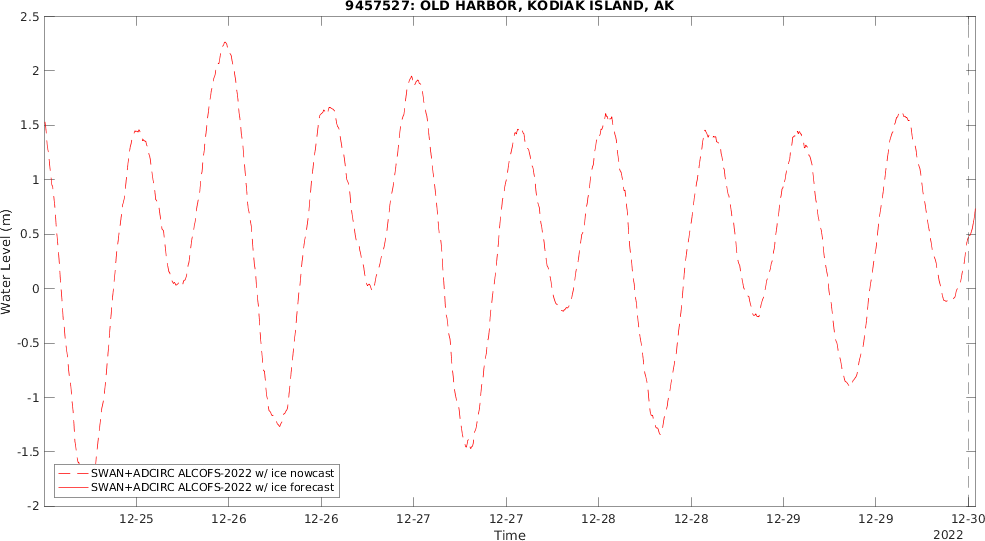 9457527: OLD HARBOR, KODIAK ISLAND, AK
2.5
2
1.5
1
0.5
0
-0.5
-1
-1.5
-2
Water Level (m)
SWAN+ADCIRC ALCOFS-2022 w/ ice nowcast
SWAN+ADCIRC ALCOFS-2022 w/ ice forecast
12-25 12-26 12-26 12-27 12-27 12-28 12-28 12-29 12-29 12-30
Time
2022